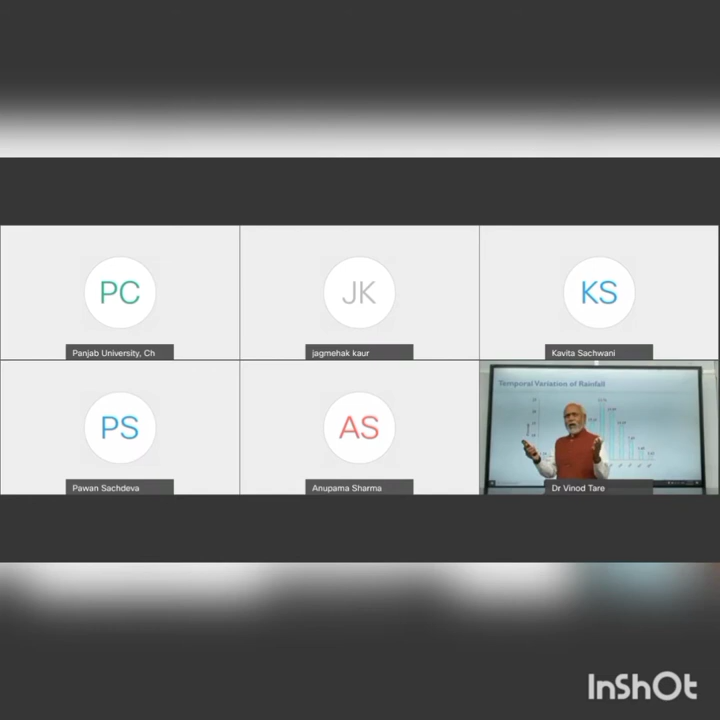 PC
JK
KS
Panjab University, Ch
jagmehak kaur
Kavita Sachwani
Temporal Variation of Rainfall
PS
AS
Pawan Sachdeva
Anupama Sharma
Dr Vinod Tare
InShOt